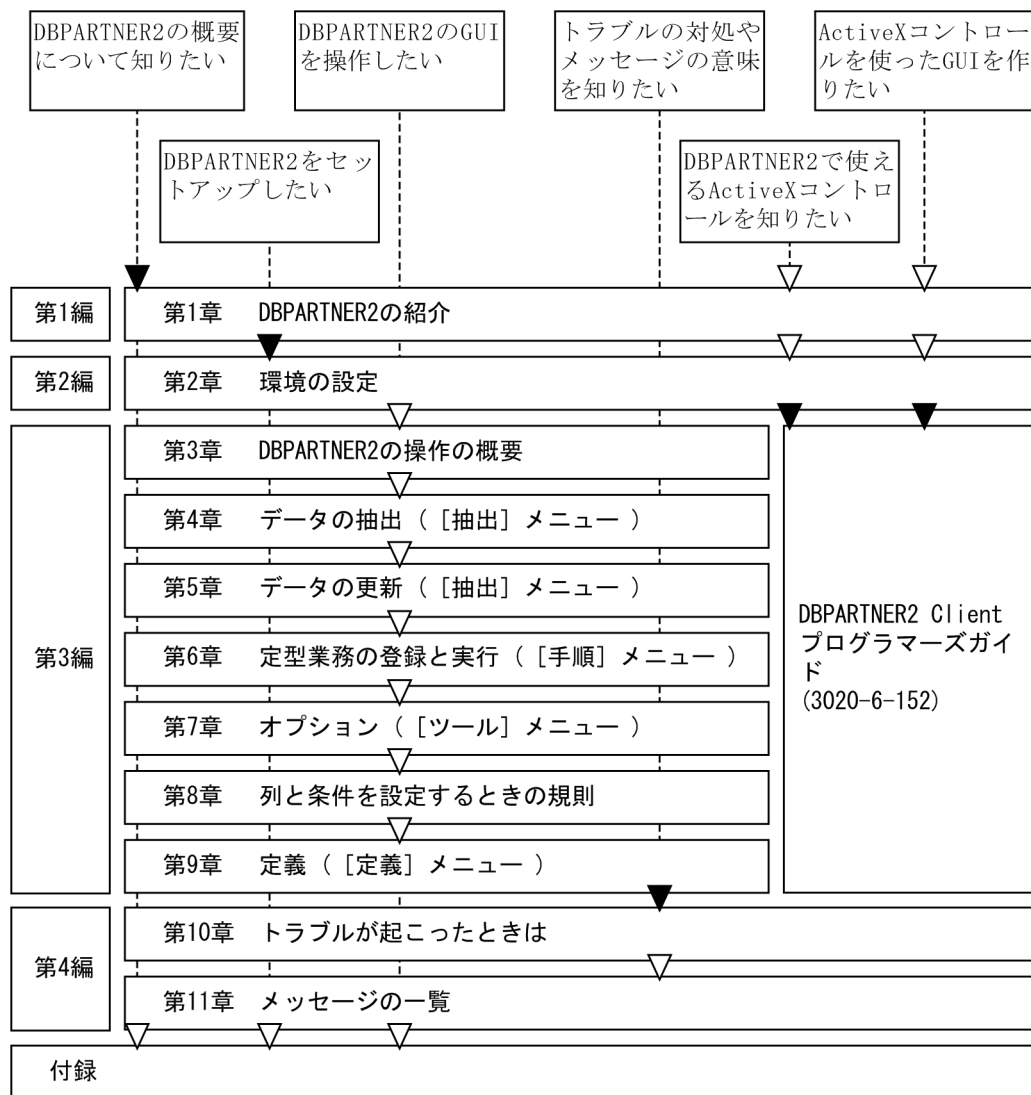 DBPARTNER2の概要
について知りたい
DBPARTNER2のGUI
を操作したい
トラブルの対処や
メッセージの意味
を知りたい
ActiveXコントロー
ルを使ったGUIを作
りたい
DBPARTNER2をセッ
トアップしたい
DBPARTNER2で使え
るActiveXコントロ
ールを知りたい
第1編
第1章 DBPARTNER2の紹介
第2編
第2章 環境の設定
第3編
第3章 DBPARTNER2の操作の概要
第4章 データの抽出（［抽出］メニュー ）
第5章 データの更新（［抽出］メニュー ）
第6章 定型業務の登録と実行（［手順］メニュー ）
第7章 オプション（［ツール］メニュー ）
第8章 列と条件を設定するときの規則
第9章 定義（［定義］メニュー ）
DBPARTNER2 Client
プログラマーズガイ
ド
(3020-6-152)
第4編
第10章 トラブルが起こったときは
第11章 メッセージの一覧
付録